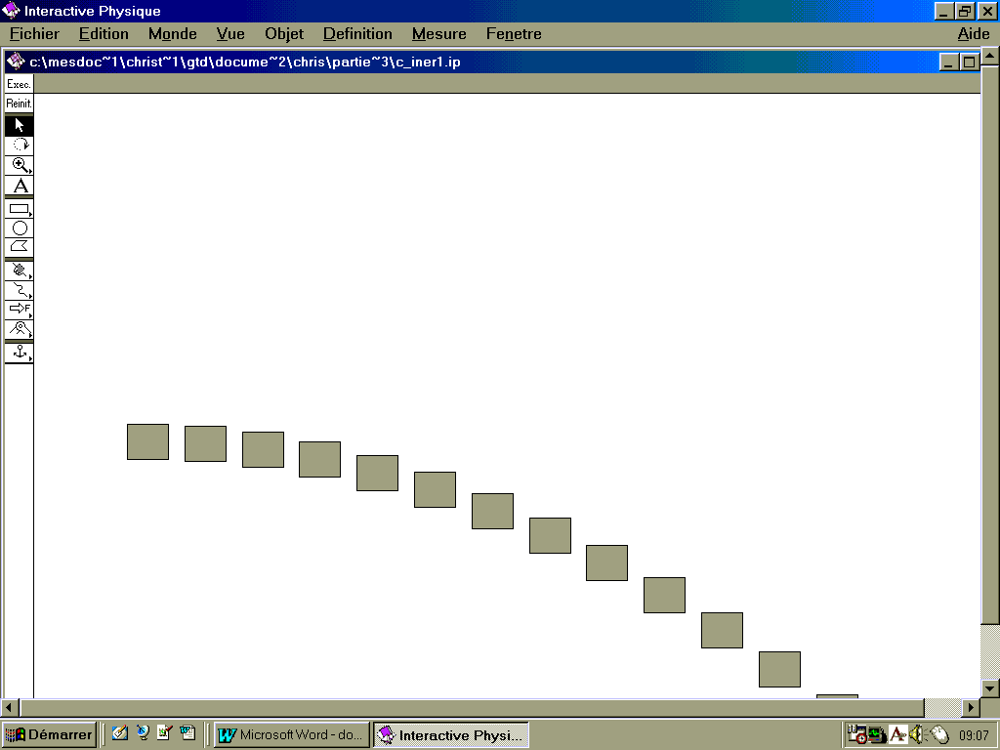 Interactive Physique
Fichier Edition Monde Vue Objet Definition Mesure Fenetre Aide
c:\mesdoc~1\christ~1\gtd\docume~2\chris\partie~3\c_iner1.ip
Exec.
Reinit.
A
F
Démarrer Microsoft Word - do... Interactive Physi... 09:07